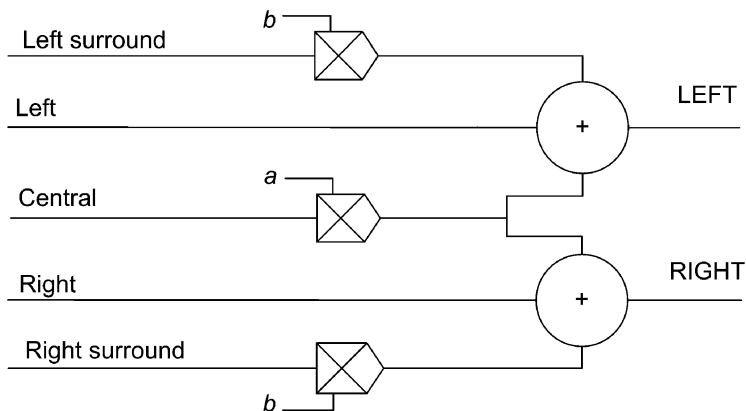 b
Left surround
Left
LEFT
+
a
Central
Right
RIGHT
+
Right surround
b